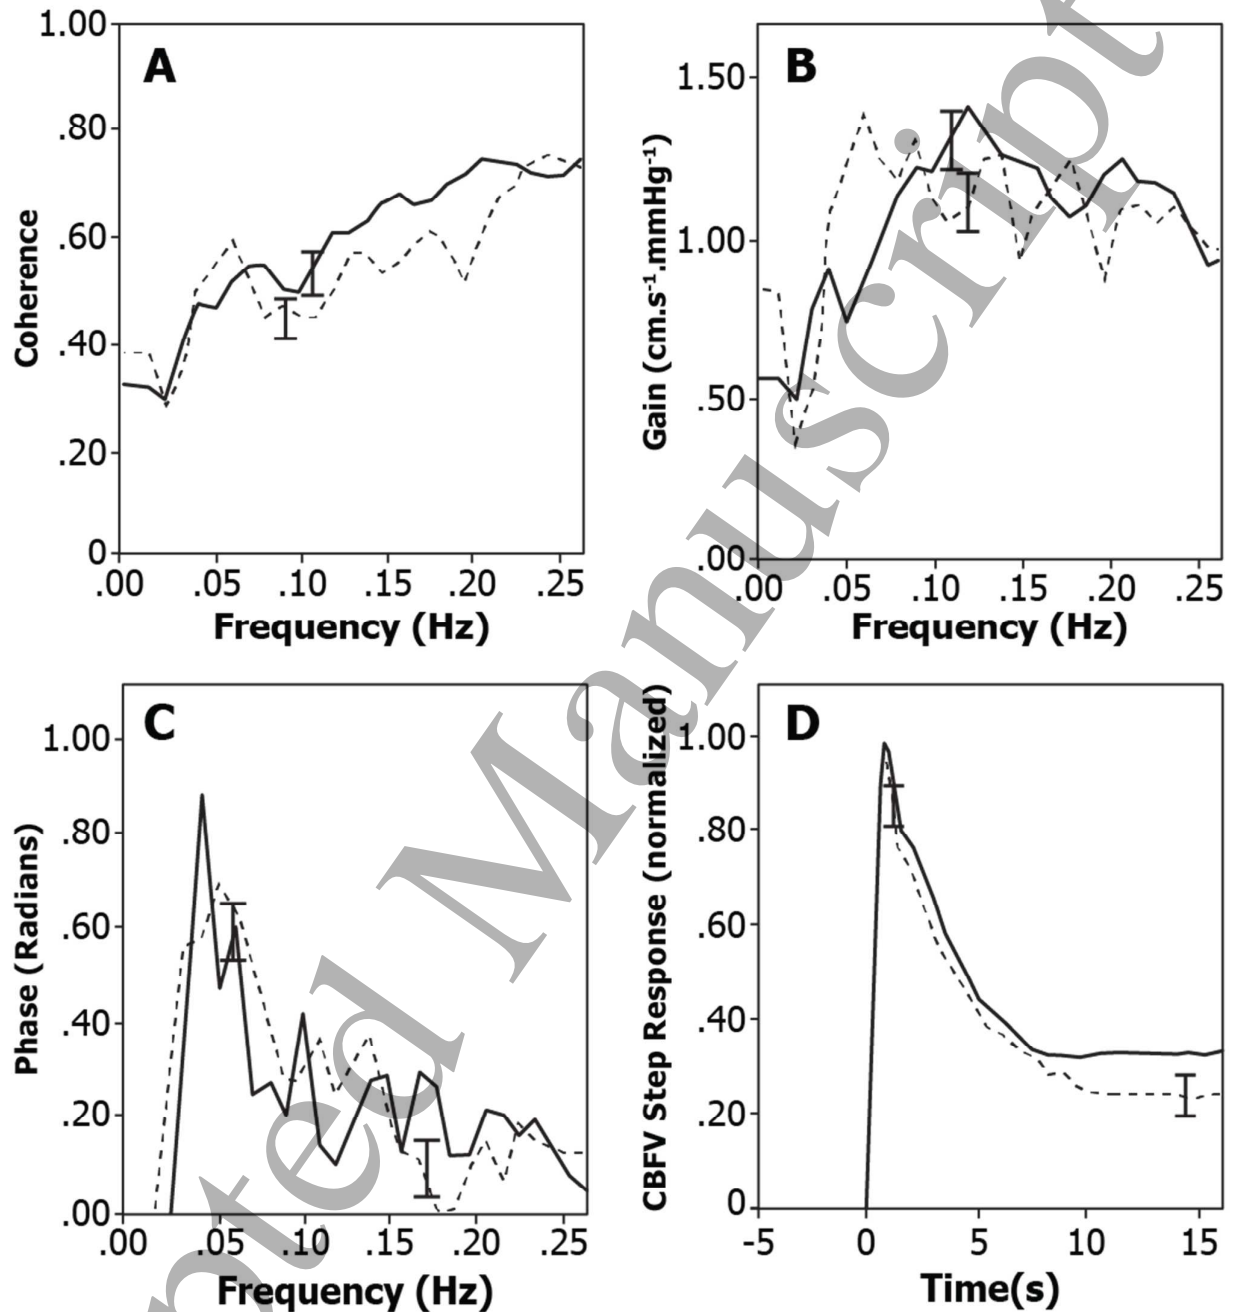 A
1.00
.80
.60
.40
.20
0
Coherence
.00 .05 .10 .15 .20 .25
Frequency (Hz)
B
1.50
1.00
.50
.00
Gain (cm.s⁻¹.mmHg⁻¹)
.00 .05 .10 .15 .20 .25
Frequency (Hz)
C
1.00
.80
.60
.40
.20
.00
Phase (Radians)
.00 .05 .10 .15 .20 .25
Frequency (Hz)
D
1.00
.80
.60
.40
.20
0
CBFV Step Response (normalized)
-5 0 5 10 15
Time(s)
pted Manuscript